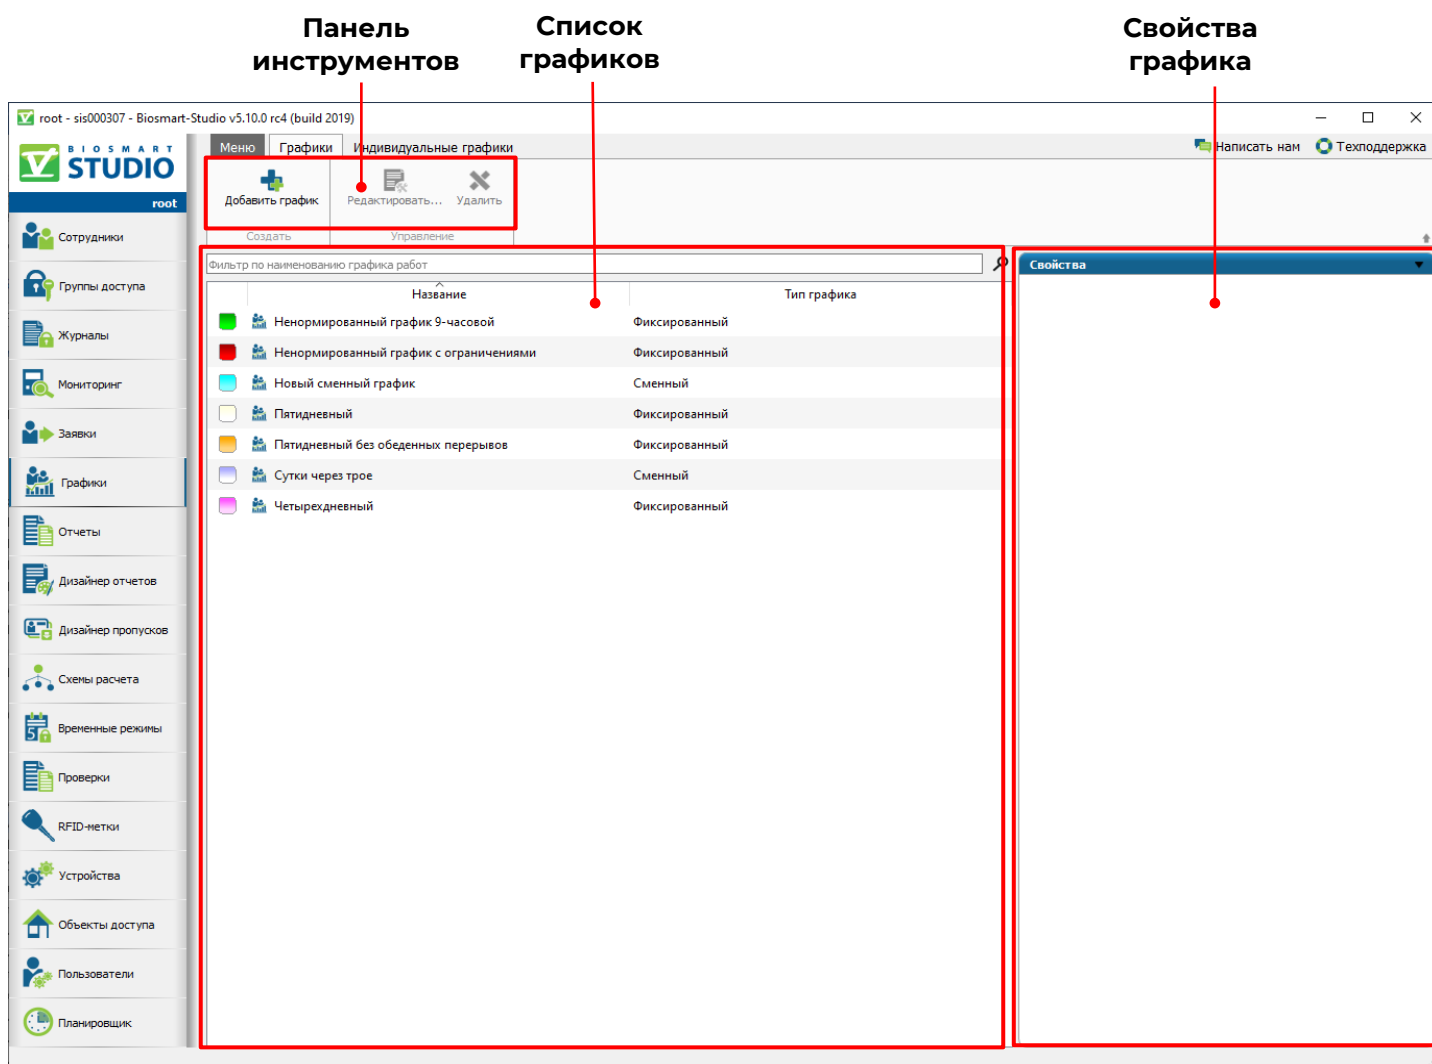 Панель
инструментов
Список
графиков
Свойства
графика
root - sis000307 - Biosmart-Studio v5.10.0 rc4 (build 2019)
BIOSMART
STUDIO
root
Меню Графики Индивидуальные графики
Написать нам Техподдержка
Добавить график Редактировать... Удалить
Создать Управление
Сотрудники
Группы доступа
Журналы
Мониторинг
Заявки
Графики
Отчеты
Дизайнер отчетов
Дизайнер пропусков
Схемы расчета
Временные режимы
5
Проверки
RFID-метки
Устройства
Объекты доступа
Пользователи
Планировщик
Фильтр по наименованию графика работ
Название Тип графика
Ненормированный график 9-часовой Фиксированный
Ненормированный график с ограничениями Фиксированный
Новый сменный график Сменный
Пятидневный Фиксированный
Пятидневный без обеденных перерывов Фиксированный
Сутки через трое Сменный
Четырехдневный Фиксированный
Свойства